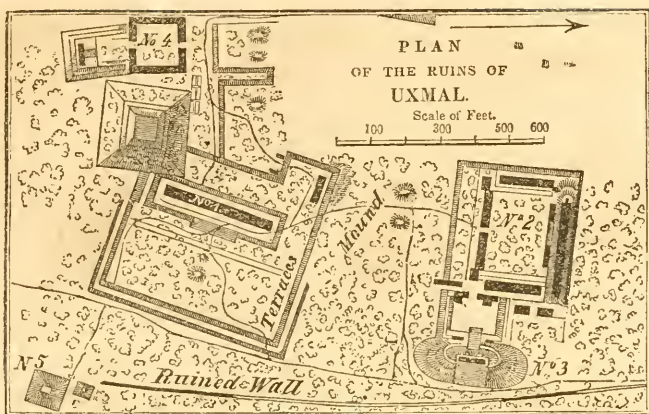 No 4
PLAN
OF THE RUINS OF
UXMAL.
Scale of Feet.
100 300 400 500 600
No 1
Mound
No 2
Terraces
No 5
Ruined Wall
No 3